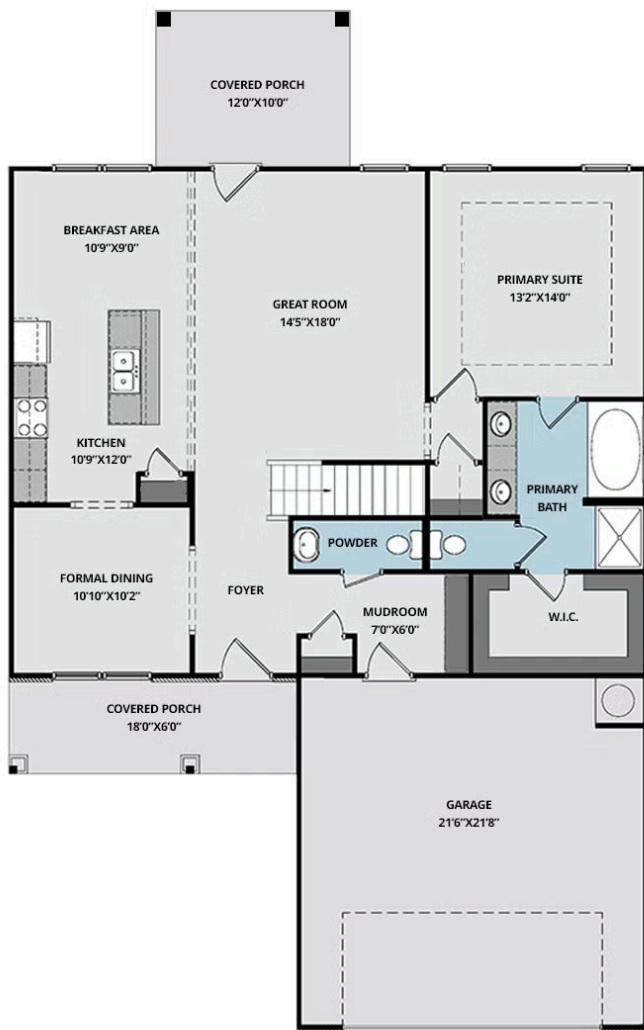 COVERED PORCH
12'0"X10'0"
BREAKFAST AREA
10'9"X9'0"
GREAT ROOM
14'5"X18'0"
PRIMARY SUITE
13'2"X14'0"
KITCHEN
10'9"X12'0"
PRIMARY
BATH
POWDER
FORMAL DINING
10'10"X10'2"
FOYER
MUDROOM
7'0"X6'0"
W.I.C.
COVERED PORCH
18'0"X6'0"
GARAGE
21'6"X21'8"